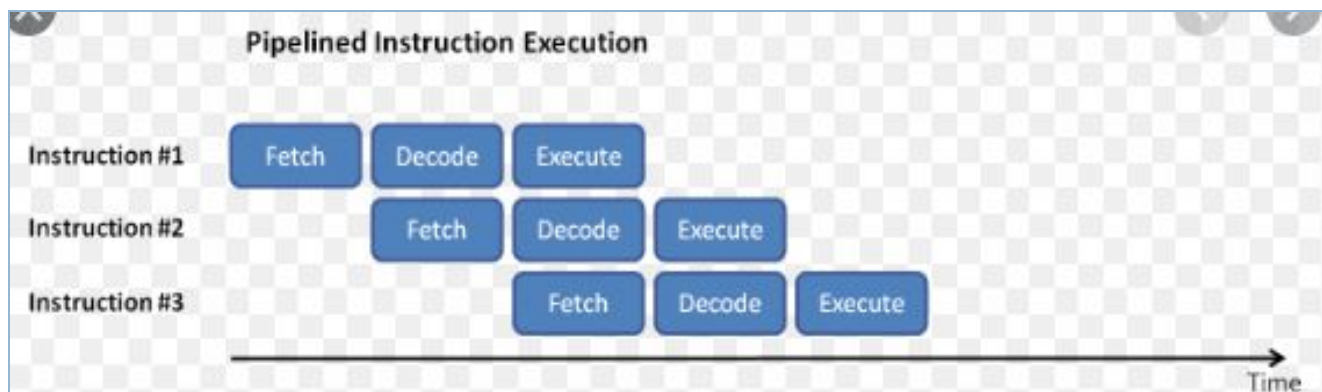 Pipelined Instruction Execution
Instruction #1 Fetch Decode Execute
Instruction #2 Fetch Decode Execute
Instruction #3 Fetch Decode Execute
Time